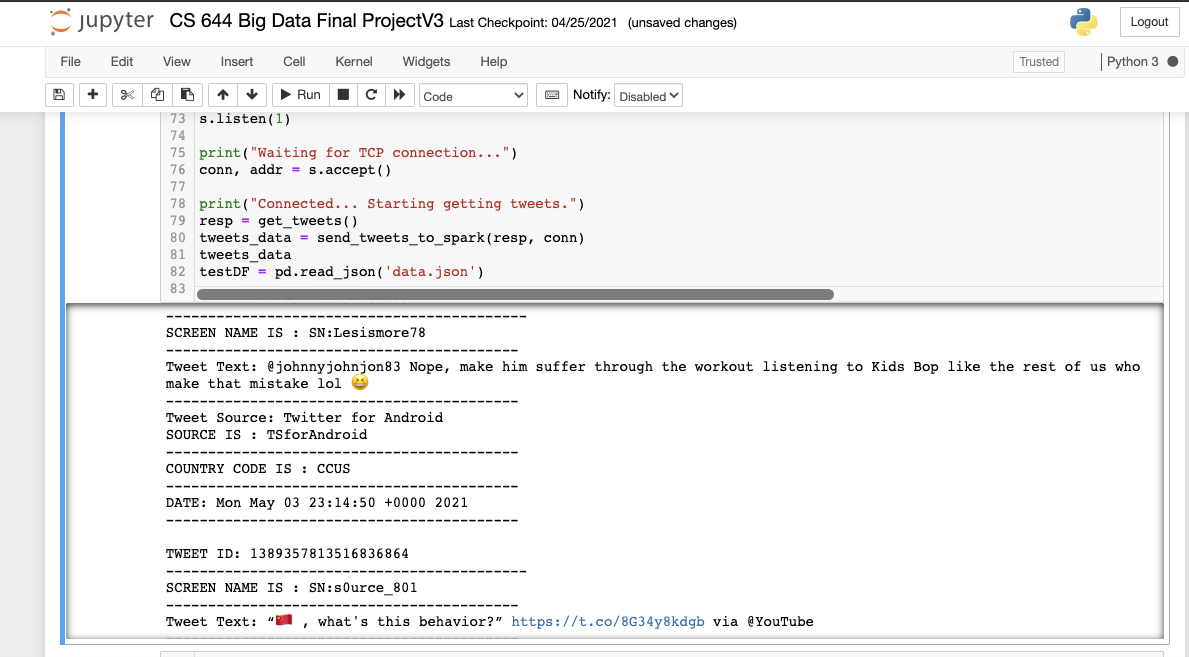 jupyter CS 644 Big Data Final ProjectV3 Last Checkpoint: 04/25/2021 (unsaved changes) Logout
File Edit View Insert Cell Kernel Widgets Help Trusted Python 3
Run Code Notify: Disabled
73 s.listen(1)
74
75 print("Waiting for TCP connection...")
76 conn, addr = s.accept()
77
78 print("Connected... Starting getting tweets.")
79 resp = get_tweets()
80 tweets_data = send_tweets_to_spark(resp, conn)
81 tweets_data
82 testDF = pd.read_json('data.json')
83
-------------------------------------------
SCREEN NAME IS : SN:Lesismore78
------------------------------------------
Tweet Text: @johnnyjohnjon83 Nope, make him suffer through the workout listening to Kids Bop like the rest of us who
make that mistake lol 😆
------------------------------------------
Tweet Source: Twitter for Android
SOURCE IS : TSforAndroid
------------------------------------------
COUNTRY CODE IS : CCUS
------------------------------------------
DATE: Mon May 03 23:14:50 +0000 2021
------------------------------------------
TWEET ID: 1389357813516836864
-------------------------------------------
SCREEN NAME IS : SN:s0urce_801
------------------------------------------
Tweet Text: “🇨🇳 , what's this behavior?” https://t.co/8G34y8kdgb via @YouTube
------------------------------------------